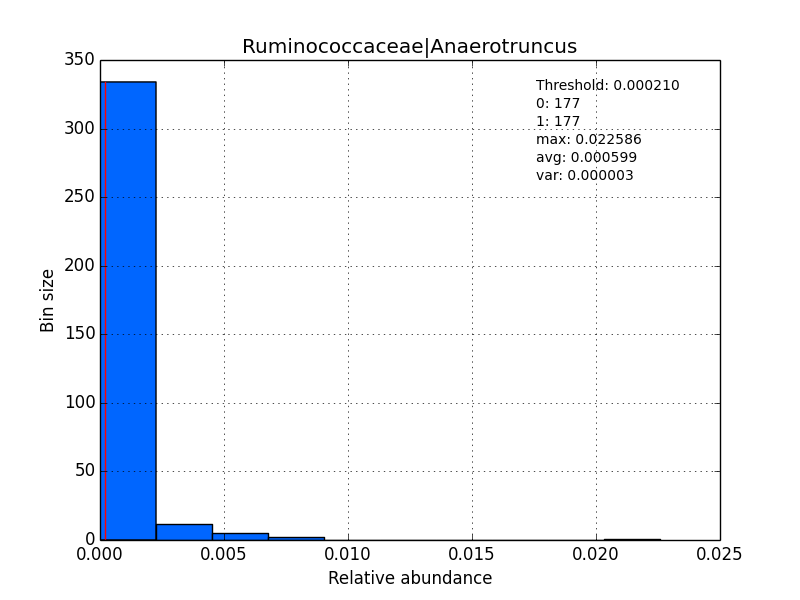 Ruminococcaceae|Anaerotruncus
350
300
250
200
150
100
50
0
Bin size
Threshold: 0.000210
0: 177
1: 177
max: 0.022586
avg: 0.000599
var: 0.000003
0.000 0.005 0.010 0.015 0.020 0.025
Relative abundance